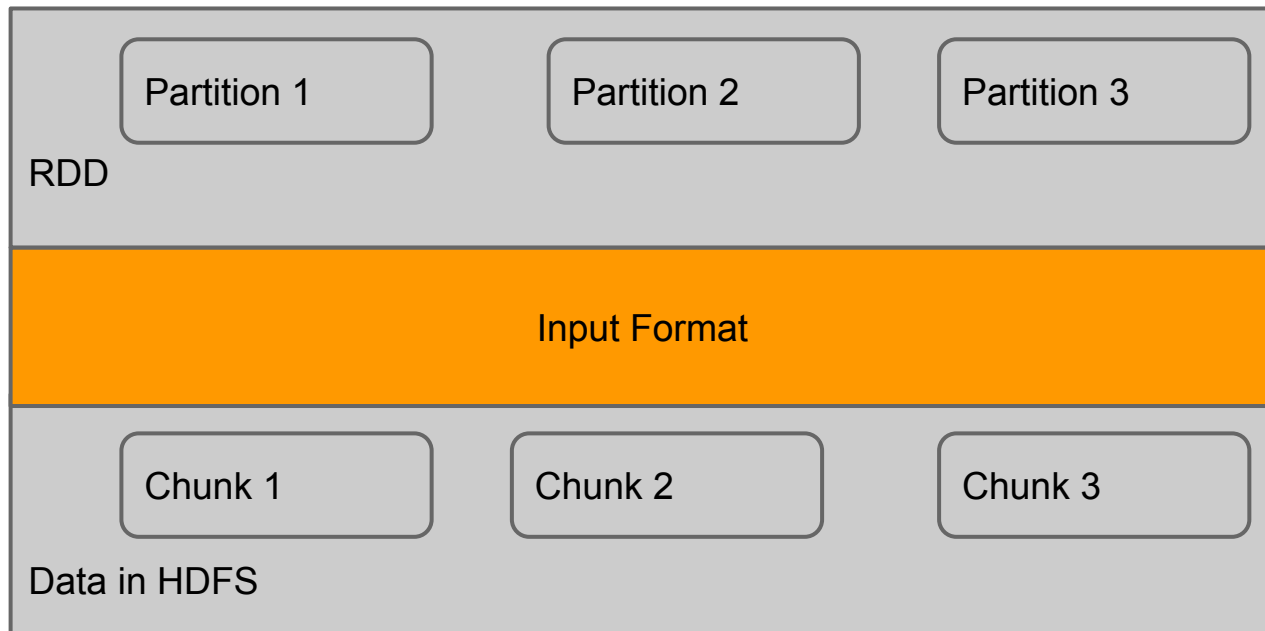 Partition 1
Partition 2
Partition 3
RDD
Input Format
Chunk 1
Chunk 2
Chunk 3
Data in HDFS